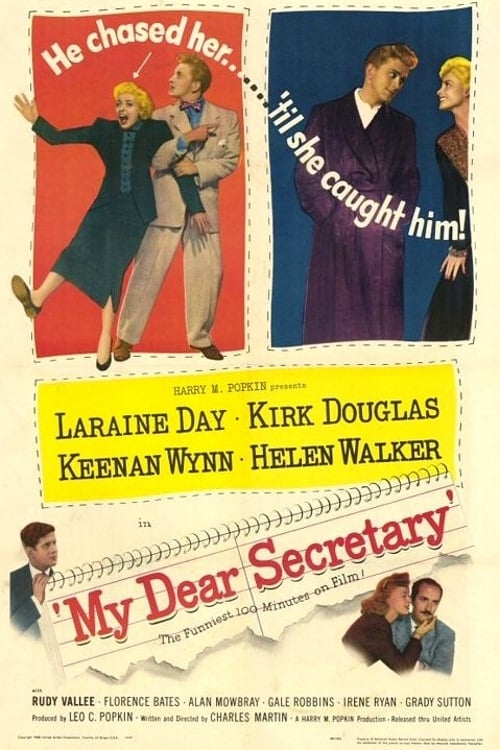 He chased her......
'til she caught him!
HARRY M. POPKIN presents
LARAINE DAY · KIRK DOUGLAS
KEENAN WYNN · HELEN WALKER
in
'My Dear Secretary'
The Funniest 100 Minutes on Film!
with
RUDY VALLEE · FLORENCE BATES · ALAN MOWBRAY · GALE ROBBINS · IRENE RYAN · GRADY SUTTON
Produced by LEO C. POPKIN · Written and Directed by CHARLES MARTIN · A HARRY M. POPKIN Production · Released thru United Artists